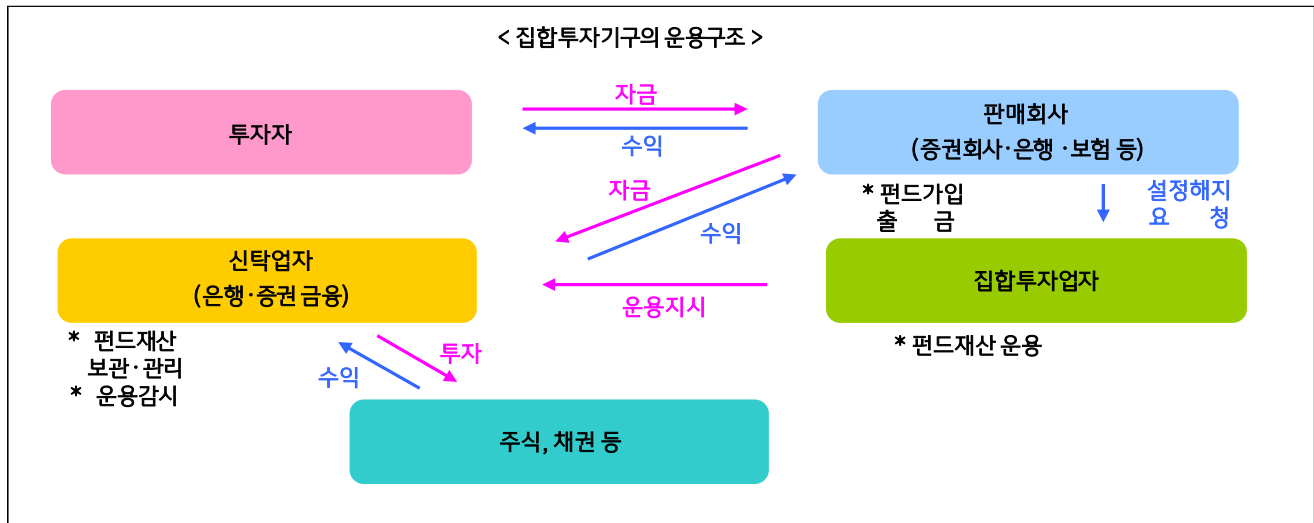 < 집합투자기구의 운용구조 >
투자자
자금
수익
판매회사
(증권회사·은행 ·보험 등)
자금
수익
* 펀드가입
출 금
설정해지
요 청
신탁업자
(은행·증권 금융)
운용지시
집합투자업자
* 펀드재산
보관·관리
* 운용감시
* 펀드재산 운용
수익
투자
주식, 채권 등